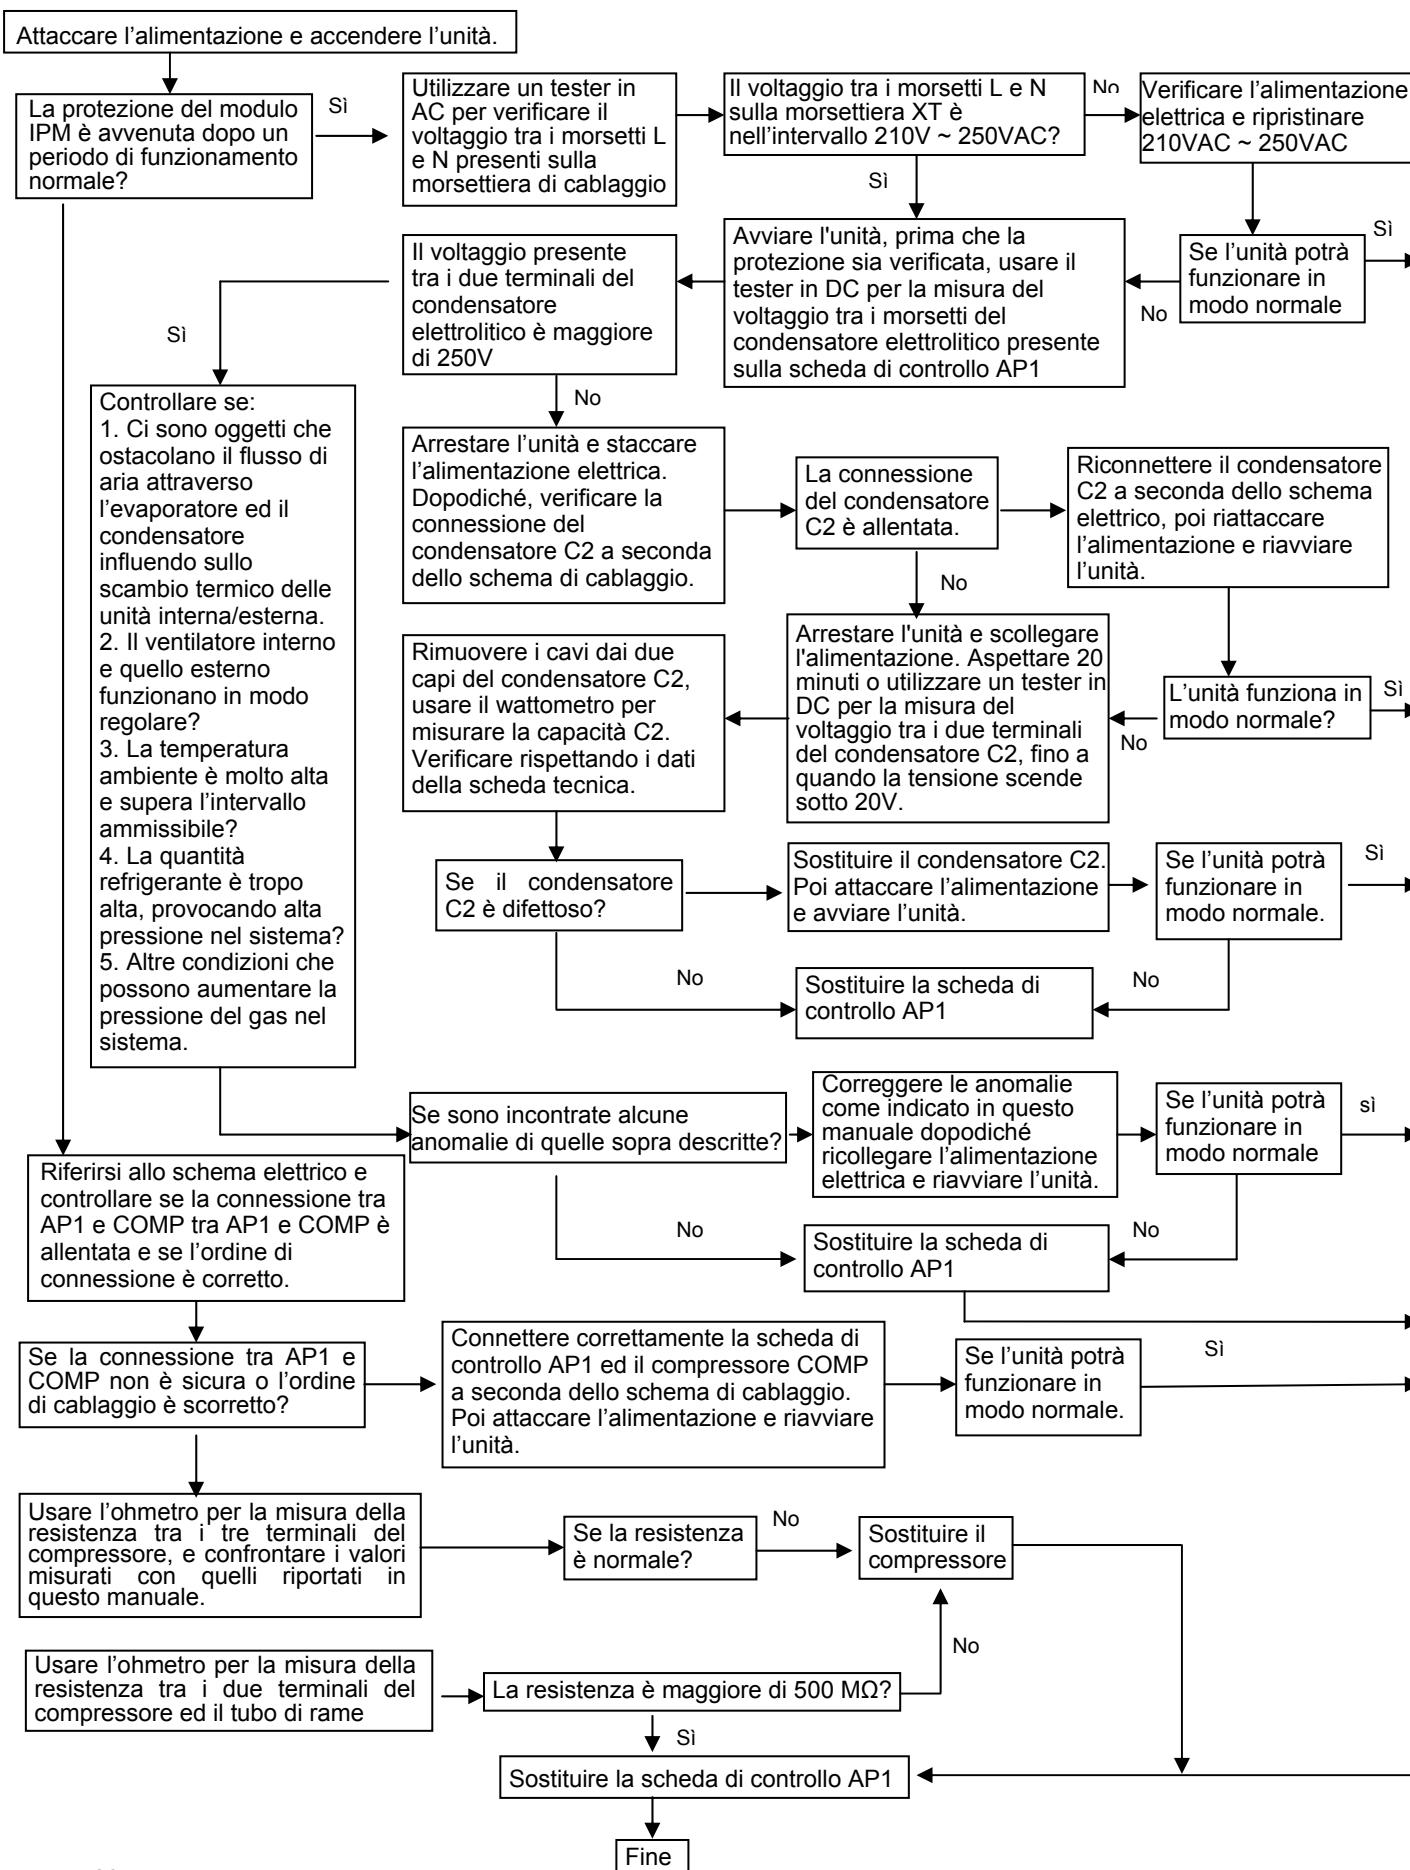 Attaccare l’alimentazione e accendere l’unità.
La protezione del modulo
IPM è avvenuta dopo un
periodo di funzionamento
normale?
Sì
Utilizzare un tester in
AC per verificare il
voltaggio tra i morsetti L
e N presenti sulla
morsettiera di cablaggio
Il voltaggio tra i morsetti L e N
sulla morsettiera XT è
nell’intervallo 210V ~ 250VAC?
No
Verificare l’alimentazione
elettrica e ripristinare
210VAC ~ 250VAC
Sì
Il voltaggio presente
tra i due terminali del
condensatore
elettrolitico è maggiore
di 250V
Avviare l'unità, prima che la
protezione sia verificata, usare il
tester in DC per la misura del
voltaggio tra i morsetti del
condensatore elettrolitico presente
sulla scheda di controllo AP1
No
Se l’unità potrà
funzionare in
modo normale
Sì
Sì
No
Controllare se:
1. Ci sono oggetti che
ostacolano il flusso di
aria attraverso
l’evaporatore ed il
condensatore
influendo sullo
scambio termico delle
unità interna/esterna.
2. Il ventilatore interno
e quello esterno
funzionano in modo
regolare?
3. La temperatura
ambiente è molto alta
e supera l’intervallo
ammissibile?
4. La quantità
refrigerante è tropo
alta, provocando alta
pressione nel sistema?
5. Altre condizioni che
possono aumentare la
pressione del gas nel
sistema.
Arrestare l’unità e staccare
l’alimentazione elettrica.
Dopodiché, verificare la
connessione del
condensatore C2 a seconda
dello schema di cablaggio.
La connessione
del condensatore
C2 è allentata.
Riconnettere il condensatore
C2 a seconda dello schema
elettrico, poi riattaccare
l’alimentazione e riavviare
l’unità.
No
Rimuovere i cavi dai due
capi del condensatore C2,
usare il wattometro per
misurare la capacità C2.
Verificare rispettando i dati
della scheda tecnica.
Arrestare l'unità e scollegare
l'alimentazione. Aspettare 20
minuti o utilizzare un tester in
DC per la misura del
voltaggio tra i due terminali
del condensatore C2, fino a
quando la tensione scende
sotto 20V.
No
L’unità funziona in
modo normale?
Sì
Se il condensatore
C2 è difettoso?
Sostituire il condensatore C2.
Poi attaccare l’alimentazione
e avviare l’unità.
Se l’unità potrà
funzionare in
modo normale.
Sì
No
Sostituire la scheda di
controllo AP1
No
Se sono incontrate alcune
anomalie di quelle sopra descritte?
Correggere le anomalie
come indicato in questo
manuale dopodiché
ricollegare l’alimentazione
elettrica e riavviare l’unità.
Se l’unità potrà
funzionare in
modo normale
sì
Riferirsi allo schema elettrico e
controllare se la connessione tra
AP1 e COMP tra AP1 e COMP è
allentata e se l’ordine di
connessione è corretto.
No
Sostituire la scheda di
controllo AP1
No
Se la connessione tra AP1 e
COMP non è sicura o l’ordine
di cablaggio è scorretto?
Connettere correttamente la scheda di
controllo AP1 ed il compressore COMP
a seconda dello schema di cablaggio.
Poi attaccare l’alimentazione e riavviare
l’unità.
Se l’unità potrà
funzionare in
modo normale.
Sì
Usare l’ohmetro per la misura della
resistenza tra i tre terminali del
compressore, e confrontare i valori
misurati con quelli riportati in
questo manuale.
Se la resistenza
è normale?
No
Sostituire il
compressore
Usare l’ohmetro per la misura della
resistenza tra i due terminali del
compressore ed il tubo di rame
La resistenza è maggiore di 500 MΩ?
No
Sì
Sostituire la scheda di controllo AP1
Fine